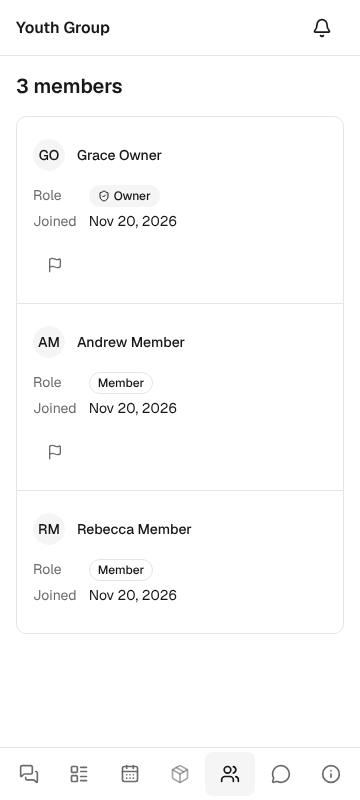 Youth Group
3 members
GO Grace Owner
Role Owner
Joined Nov 20, 2026
AM Andrew Member
Role Member
Joined Nov 20, 2026
RM Rebecca Member
Role Member
Joined Nov 20, 2026